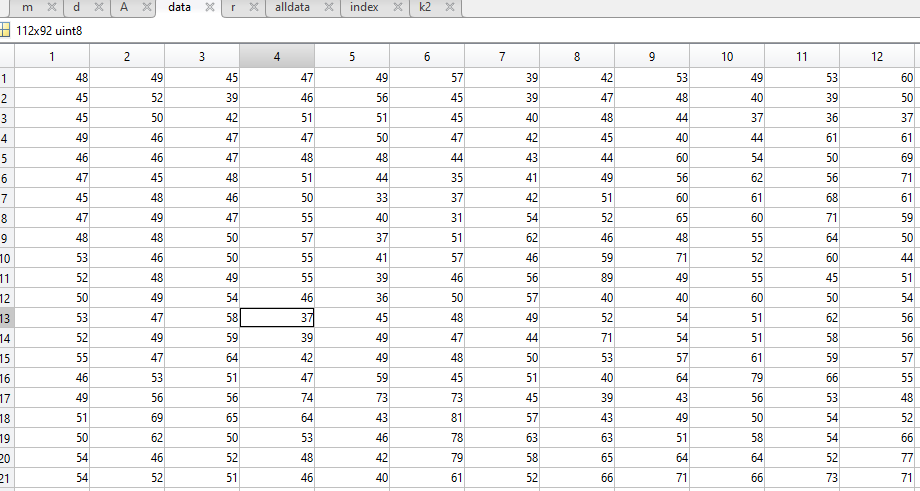 m d A data r alldata index k2
112x92 uint8
1 2 3 4 5 6 7 8 9 10 11 12
1 48 49 45 47 49 57 39 42 53 49 53 60
2 45 52 39 46 56 45 39 47 48 40 39 50
3 45 50 42 51 51 45 40 48 44 37 36 37
4 49 46 47 47 50 47 42 45 40 44 61 61
5 46 46 47 48 48 44 43 44 60 54 50 69
6 47 45 48 51 44 35 41 49 56 62 56 71
7 45 48 46 50 33 37 42 51 60 61 68 61
8 47 49 47 55 40 31 54 52 65 60 71 59
9 48 48 50 57 37 51 62 46 48 55 64 50
10 53 46 50 55 41 57 46 59 71 52 60 44
11 52 48 49 55 39 46 56 89 49 55 45 51
12 50 49 54 46 36 50 57 40 40 60 50 54
13 53 47 58 37 45 48 49 52 54 51 62 56
14 52 49 59 39 49 47 44 71 54 51 58 56
15 55 47 64 42 49 48 50 53 57 61 59 57
16 46 53 51 47 59 45 51 40 64 79 66 55
17 49 56 56 74 73 73 45 39 43 56 53 48
18 51 69 65 64 43 81 57 43 49 50 54 52
19 50 62 50 53 46 78 63 63 51 58 54 66
20 54 46 52 48 42 79 58 65 64 64 52 77
21 54 52 51 46 40 61 52 66 71 66 73 71